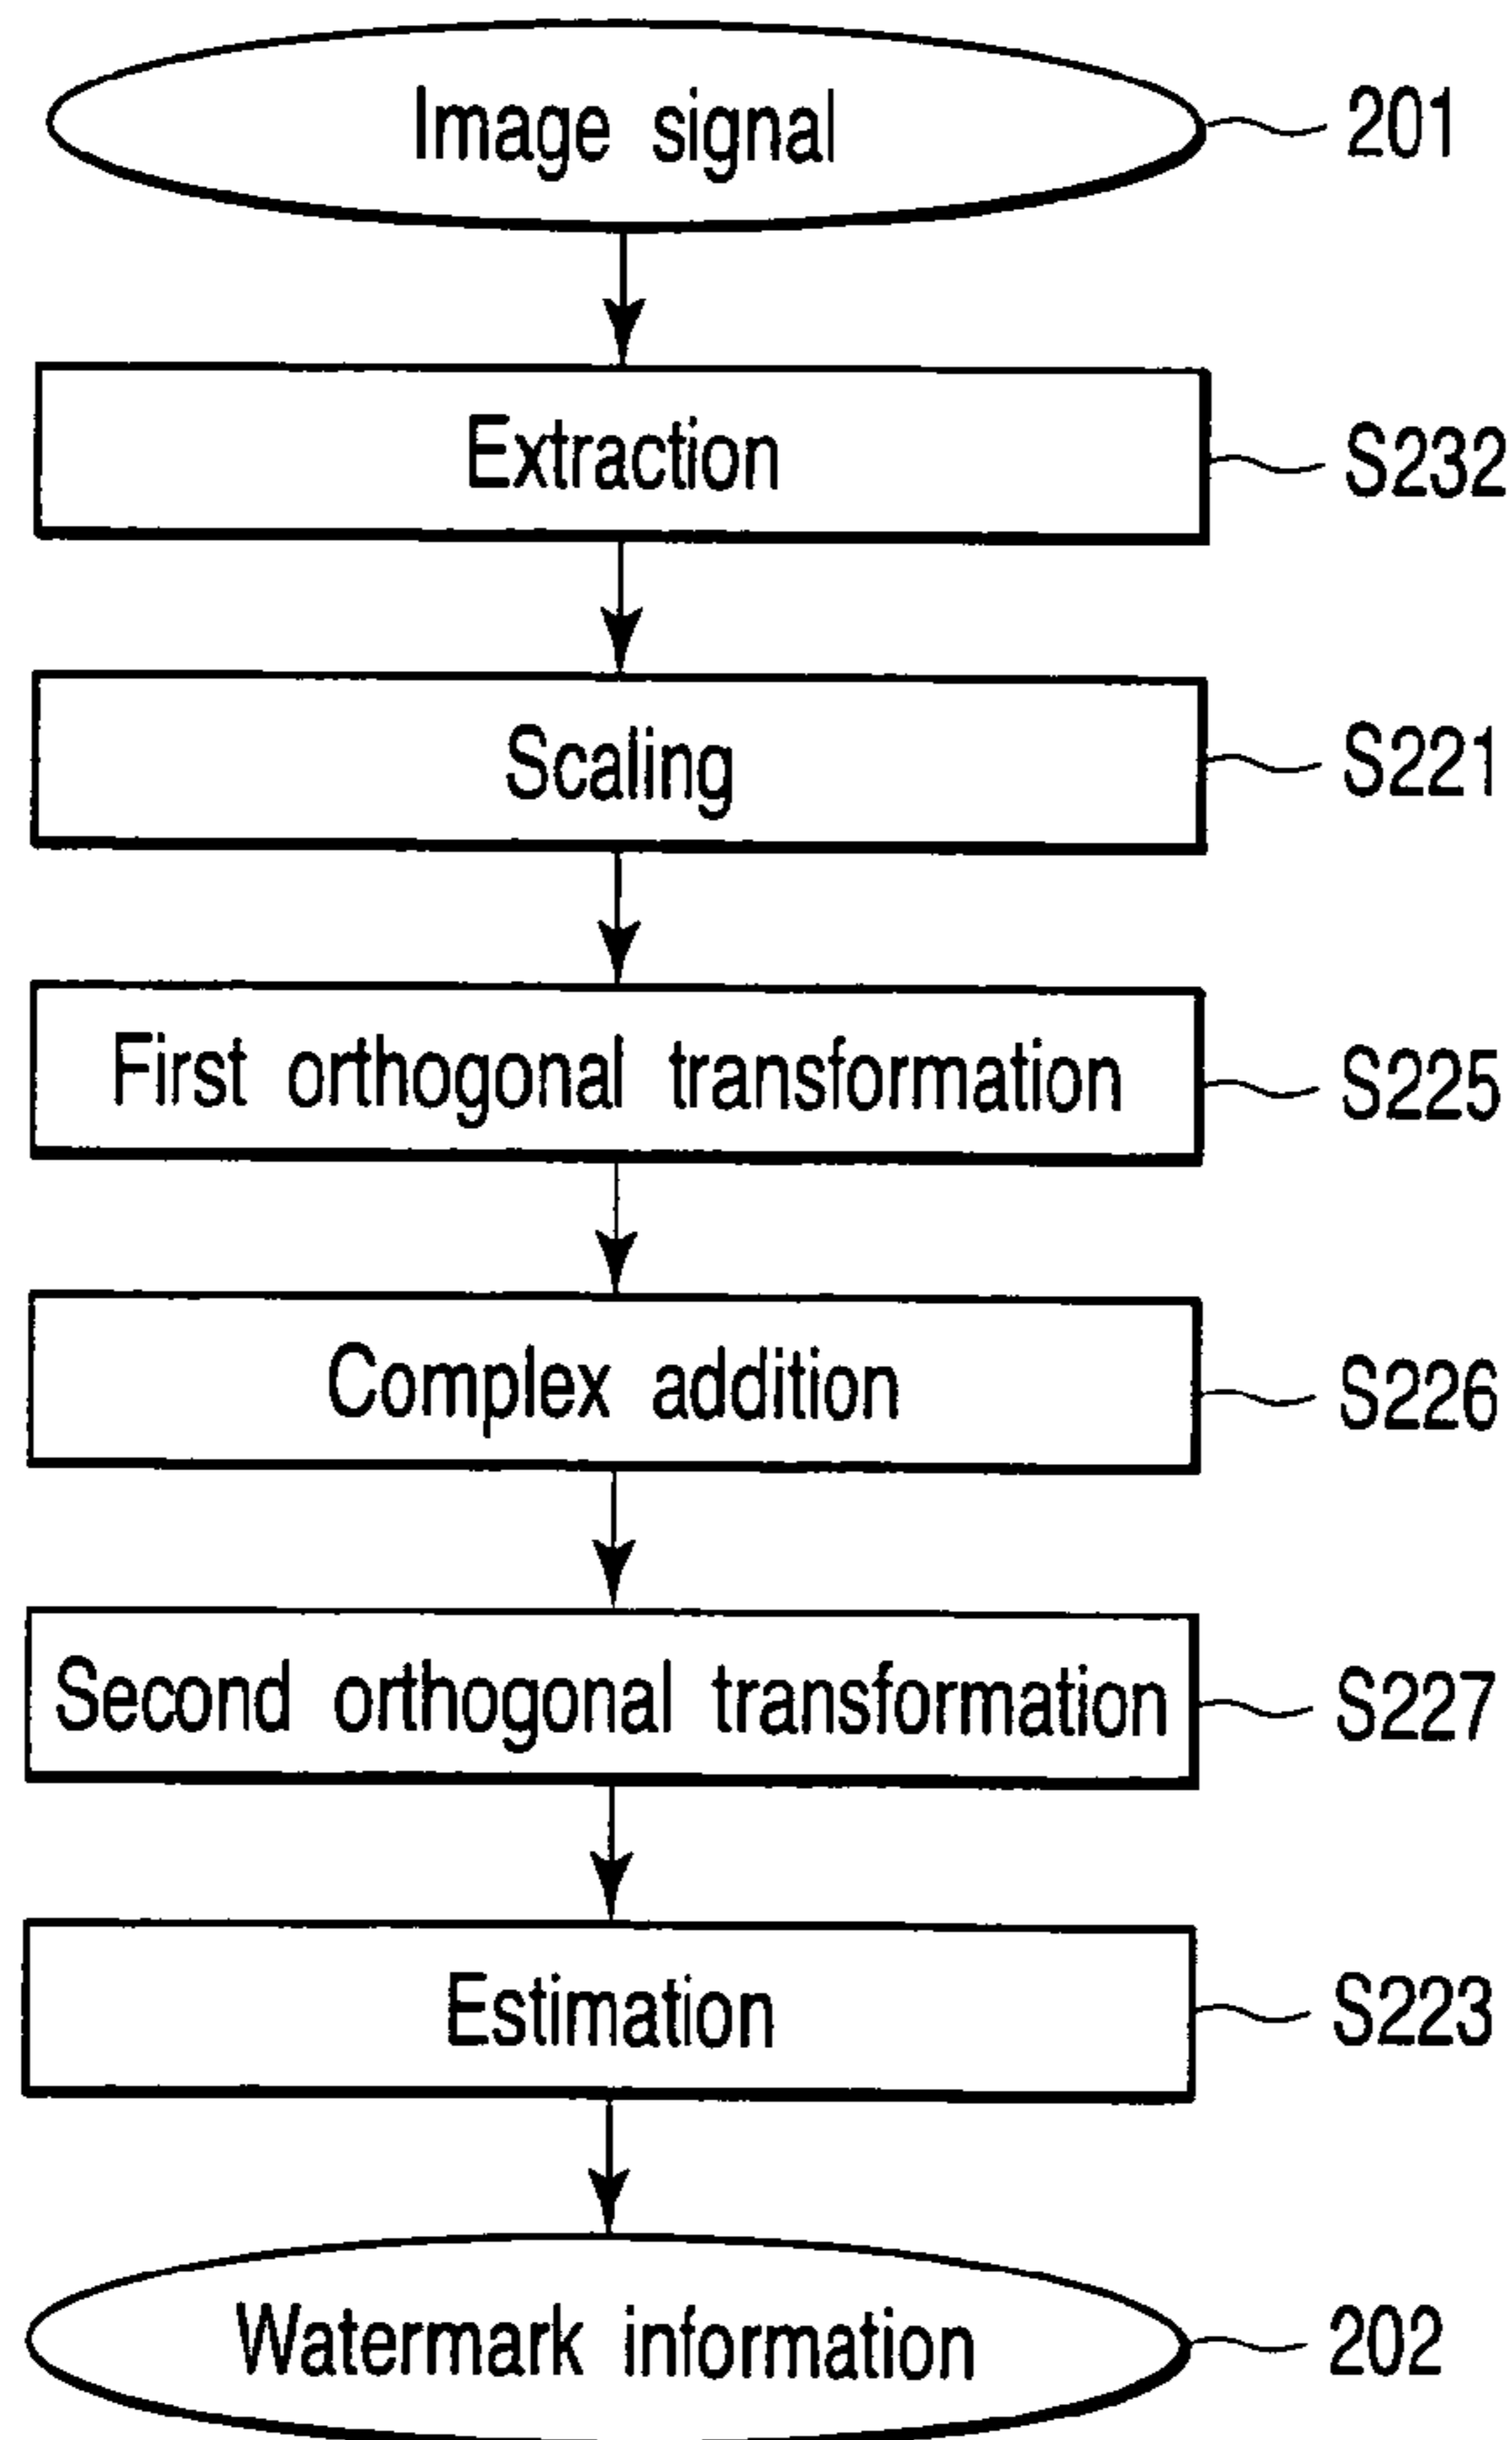 Image signal 201
Extraction S232
Scaling S221
First orthogonal transformation S225
Complex addition S226
Second orthogonal transformation S227
Estimation S223
Watermark information 202